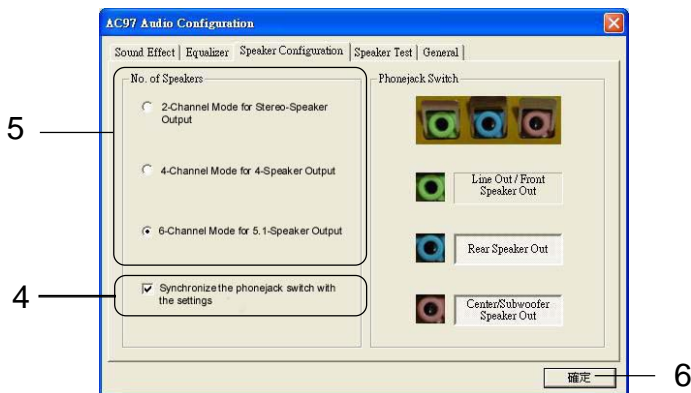 AC97 Audio Configuration
Sound Effect
Equalizer
Speaker Configuration
Speaker Test
General
No. of Speakers
2-Channel Mode for Stereo-Speaker
Output
4-Channel Mode for 4-Speaker Output
6-Channel Mode for 5.1-Speaker Output
Synchronize the phonejack switch with
the settings
Phonejack Switch
Line Out / Front
Speaker Out
Rear Speaker Out
Center/Subwoofer
Speaker Out
確定
5
4
6